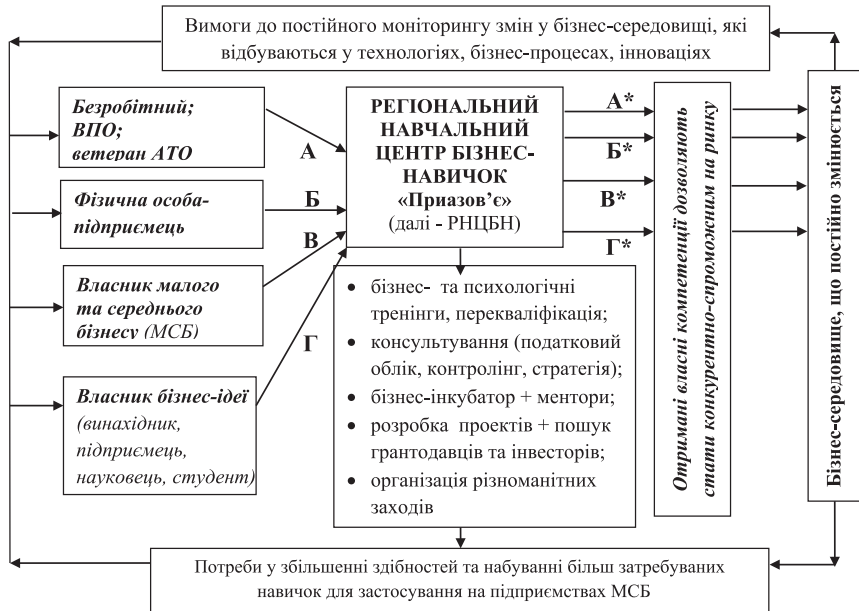 Вимоги до постійного моніторингу змін у бізнес-середовищі, які
відбуваються у технологіях, бізнес-процесах, інноваціях
Безробітний;
ВПО;
ветеран АТО
Фізична особа-
підприємець
Власник малого
та середнього
бізнесу (МСБ)
Власник бізнес-ідеї
(винахідник,
підприємець,
науковець, студент)
А
Б
В
Г
РЕГІОНАЛЬНИЙ
НАВЧАЛЬНИЙ
ЦЕНТР БІЗНЕС-
НАВИЧОК
«Приазов’є»
(далі - РНЦБН)
• бізнес- та психологічні
тренінги, перекваліфікація;
• консультування (податковий
облік, контролінг, стратегія);
• бізнес-інкубатор + ментори;
• розробка проектів + пошук
грантодавців та інвесторів;
• організація різноманітних
заходів
А*
Б*
В*
Г*
Отримані власні компетенції дозволяють
стати конкурентно-спроможним на ринку
Бізнес-середовище, що постійно змінюється
Потреби у збільшенні здібностей та набуванні більш затребуваних
навичок для застосування на підприємствах МСБ